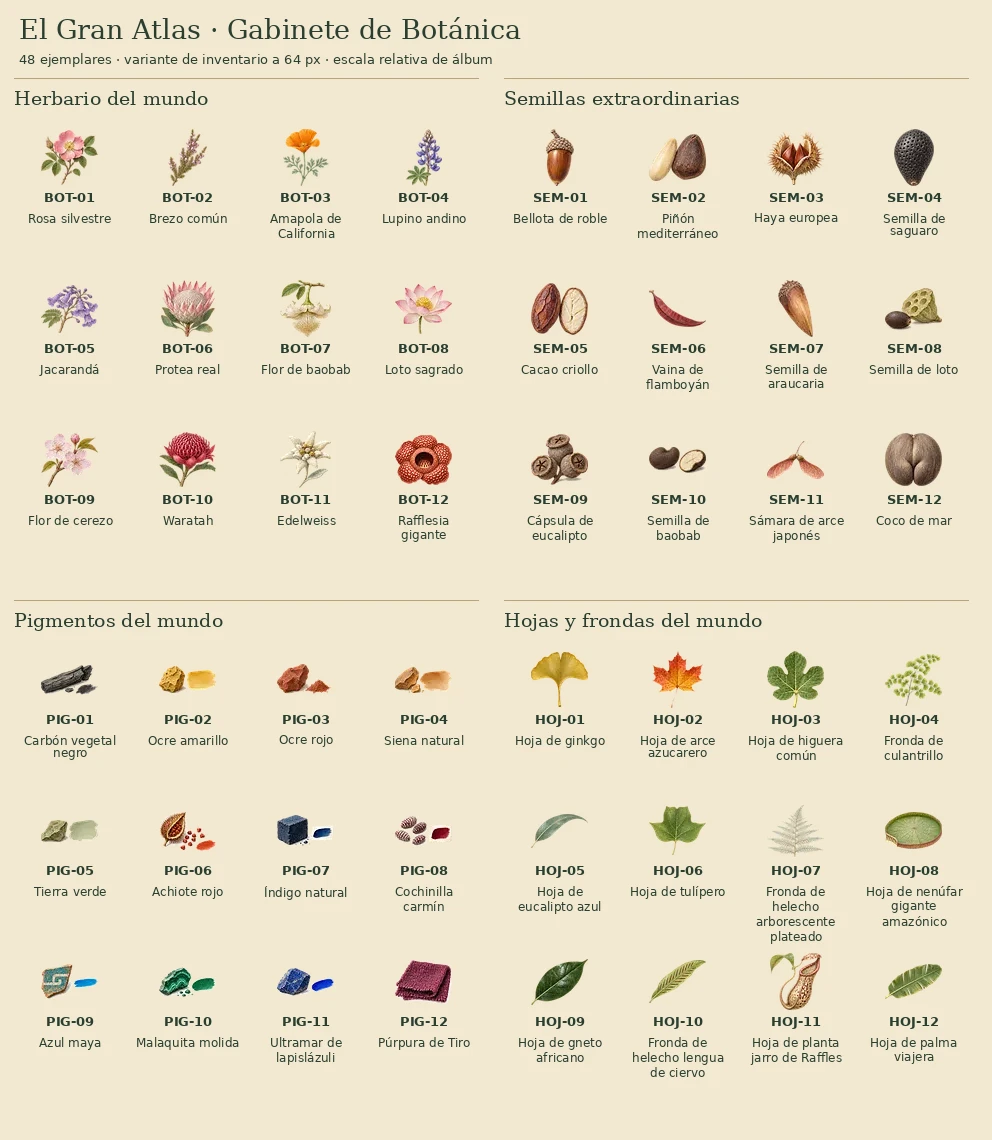 El Gran Atlas · Gabinete de Botánica
48 ejemplares · variante de inventario a 64 px · escala relativa de álbum
Herbario del mundo
BOT-01
Rosa silvestre
BOT-02
Brezo común
BOT-03
Amapola de
California
BOT-04
Lupino andino
BOT-05
Jacarandá
BOT-06
Protea real
BOT-07
Flor de baobab
BOT-08
Loto sagrado
BOT-09
Flor de cerezo
BOT-10
Waratah
BOT-11
Edelweiss
BOT-12
Rafflesia
gigante
Semillas extraordinarias
SEM-01
Bellota de roble
SEM-02
Piñón
mediterráneo
SEM-03
Haya europea
SEM-04
Semilla de
saguaro
SEM-05
Cacao criollo
SEM-06
Vaina de
flamboyán
SEM-07
Semilla de
araucaria
SEM-08
Semilla de loto
SEM-09
Cápsula de
eucalipto
SEM-10
Semilla de
baobab
SEM-11
Sámara de arce
japonés
SEM-12
Coco de mar
Pigmentos del mundo
PIG-01
Carbón vegetal
negro
PIG-02
Ocre amarillo
PIG-03
Ocre rojo
PIG-04
Siena natural
PIG-05
Tierra verde
PIG-06
Achiote rojo
PIG-07
Índigo natural
PIG-08
Cochinilla
carmín
PIG-09
Azul maya
PIG-10
Malaquita molida
PIG-11
Ultramar de
lapislázuli
PIG-12
Púrpura de Tiro
Hojas y frondas del mundo
HOJ-01
Hoja de ginkgo
HOJ-02
Hoja de arce
azucarero
HOJ-03
Hoja de higuera
común
HOJ-04
Fronda de
culantrillo
HOJ-05
Hoja de
eucalipto azul
HOJ-06
Hoja de tulípero
HOJ-07
Fronda de
helecho
arborescente
plateado
HOJ-08
Hoja de nenúfar
gigante
amazónico
HOJ-09
Hoja de gneto
africano
HOJ-10
Fronda de
helecho lengua
de ciervo
HOJ-11
Hoja de planta
jarro de Raffles
HOJ-12
Hoja de palma
viajera